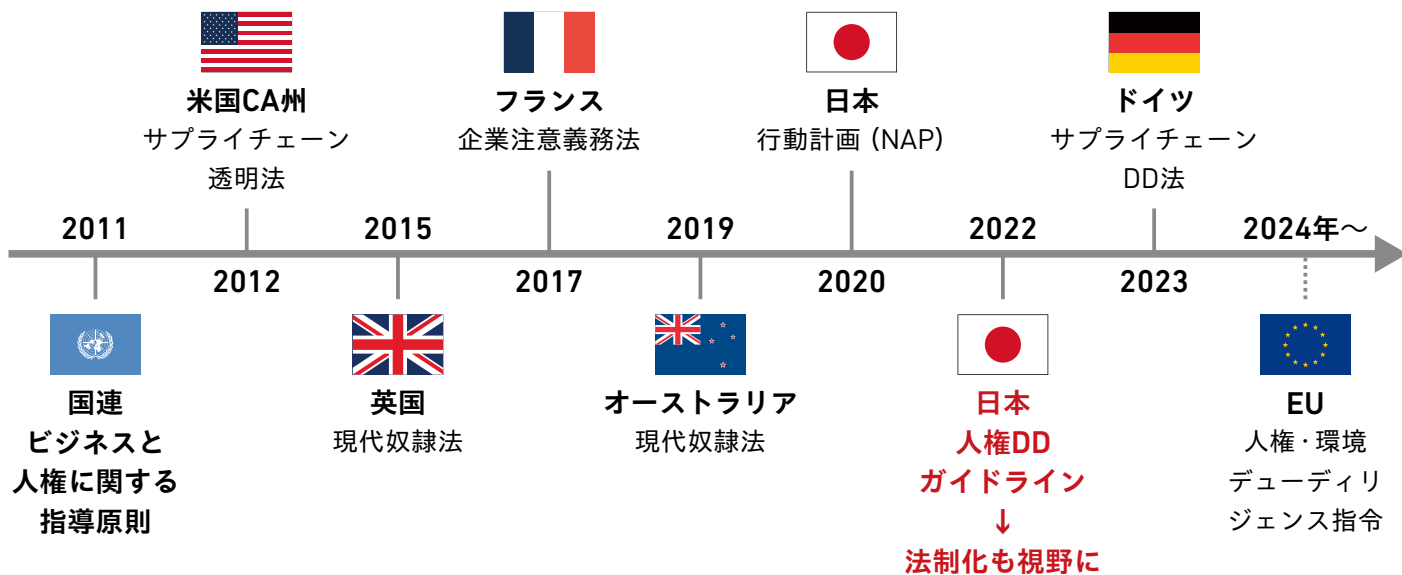 米国CA州
サプライチェーン
透明法
フランス
企業注意義務法
日本
行動計画 (NAP)
ドイツ
サプライチェーン
DD法
2011
2015
2019
2022
2024年～
2012
2017
2020
2023
国連
ビジネスと
人権に関する
指導原則
英国
現代奴隷法
オーストラリア
現代奴隷法
日本
人権DD
ガイドライン
↓
法制化も視野に
EU
人権・環境
デューディリ
ジェンス指令